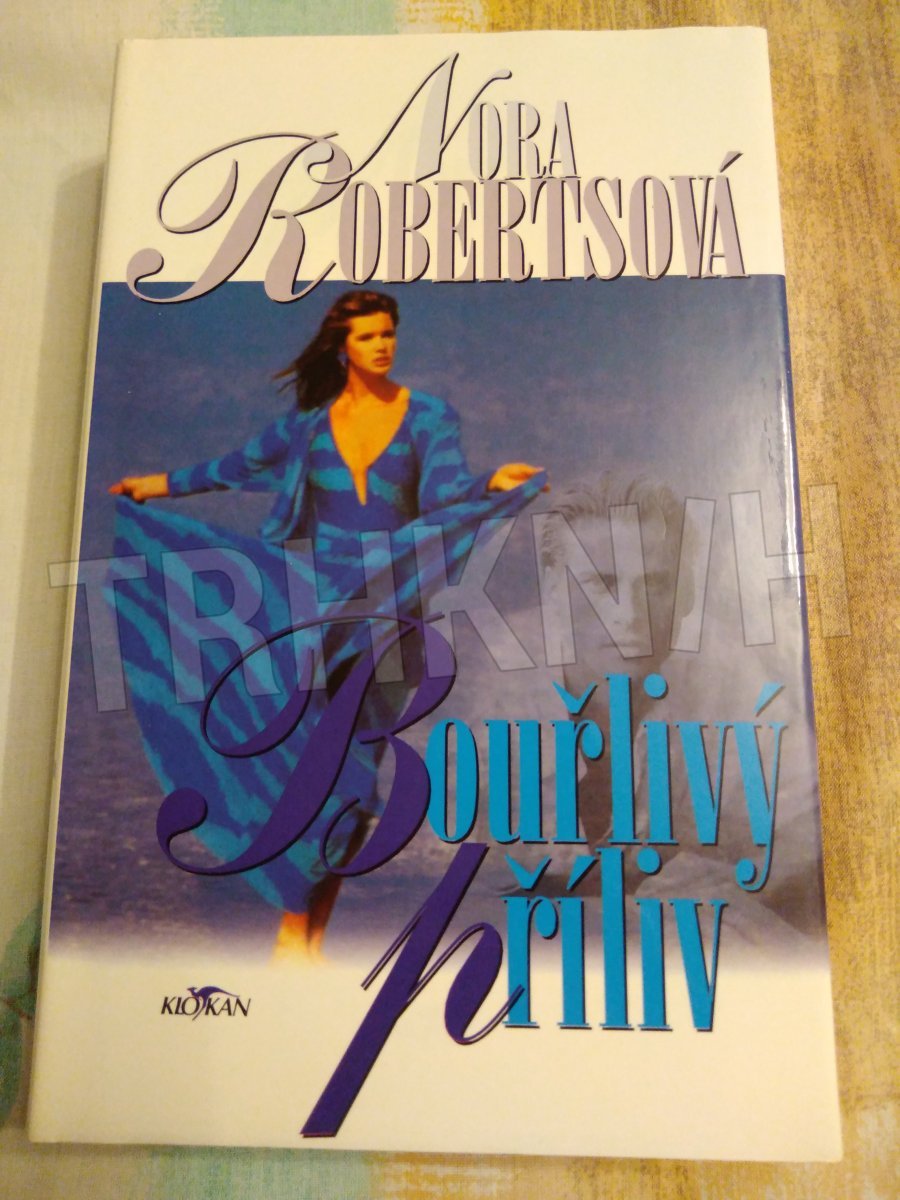 NORA
ROBERTSOVÁ
TRHKNIH
Bouřlivý
příliv
KLOKAN